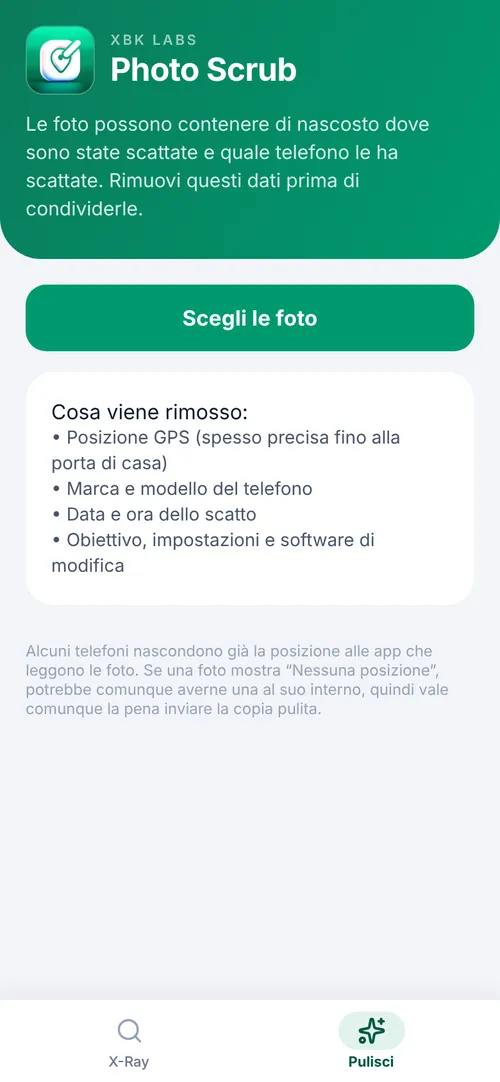 XBK LABS
Photo Scrub
Le foto possono contenere di nascosto dove
sono state scattate e quale telefono le ha
scattate. Rimuovi questi dati prima di
condividerle.
Scegli le foto
Cosa viene rimosso:
• Posizione GPS (spesso precisa fino alla
porta di casa)
• Marca e modello del telefono
• Data e ora dello scatto
• Obiettivo, impostazioni e software di
modifica
Alcuni telefoni nascondono già la posizione alle app che
leggono le foto. Se una foto mostra “Nessuna posizione”,
potrebbe comunque averne una al suo interno, quindi vale
comunque la pena inviare la copia pulita.
X-Ray
Pulisci